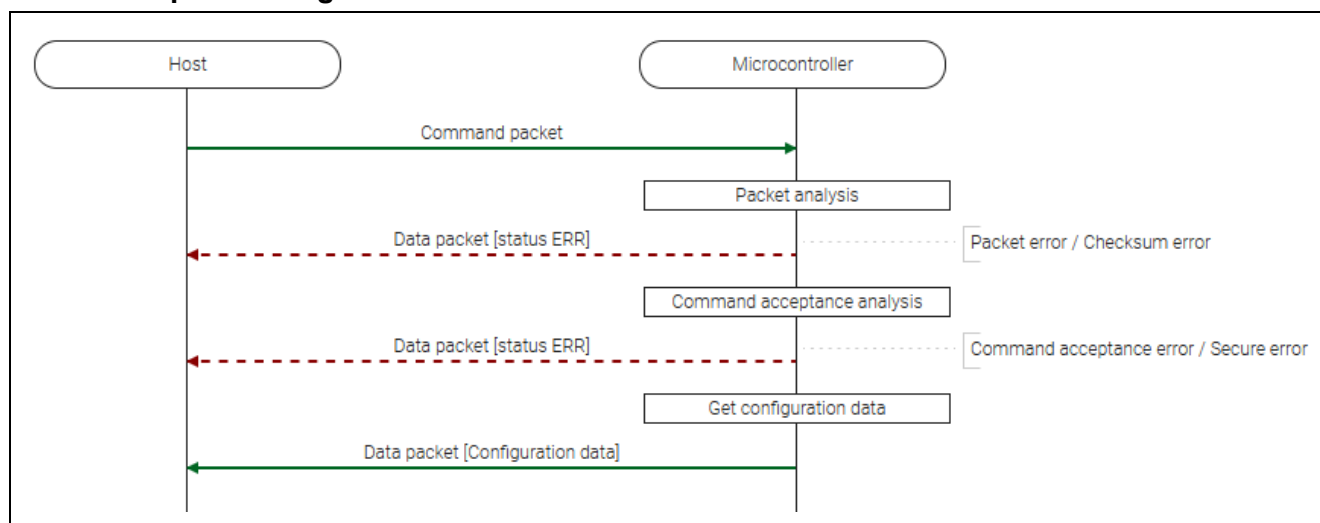 Host
Microcontroller
Command packet
Packet analysis
Data packet [status ERR]
Packet error / Checksum error
Command acceptance analysis
Data packet [status ERR]
Command acceptance error / Secure error
Get configuration data
Data packet [Configuration data]